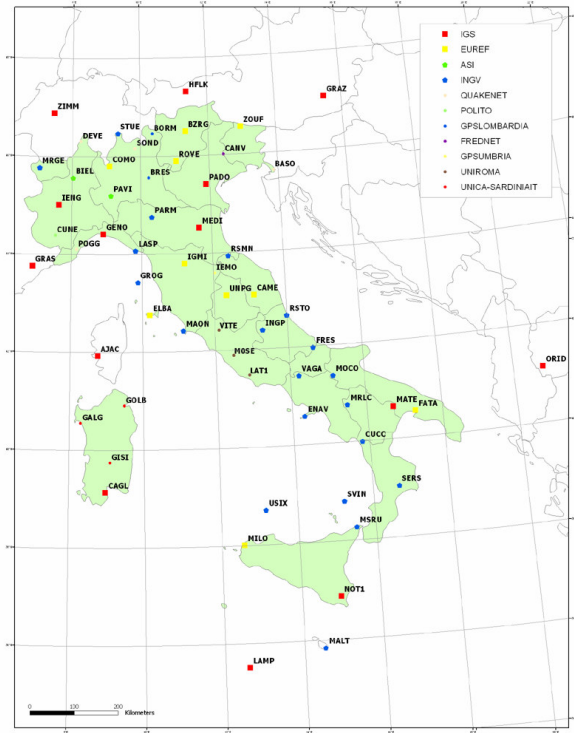 IGS
EUREF
ASI
INGV
QUAKENET
POLITO
GPSLOMBARDIA
FREDNET
GPSUMBRIA
UNIROMA
UNICA-SARDINIAIT
HFLK
GRAZ
ZIMM
STUE
BORM
BZRG
ZOUF
DEVE
SOND
CANV
MRGE
COMO
ROVE
BASO
BIEL
BRES
PADO
PAVI
IENG
PARM
MEDI
CUNE
GENO
POGG
LASP
RSMN
GRAS
IGMI
IEMO
GROG
UNPG
CAME
ELBA
RSTO
MAON
VITE
INGP
FRES
AJAC
MOSE
ORID
LAT1
VAGA
MOCO
GOLB
MRLC
MATE
FATA
GALG
ENAV
CUCC
GISI
CAGL
SERS
USIX
SVIN
MSRU
MILO
NOT1
MALT
LAMP
0
100
200
Kilometers